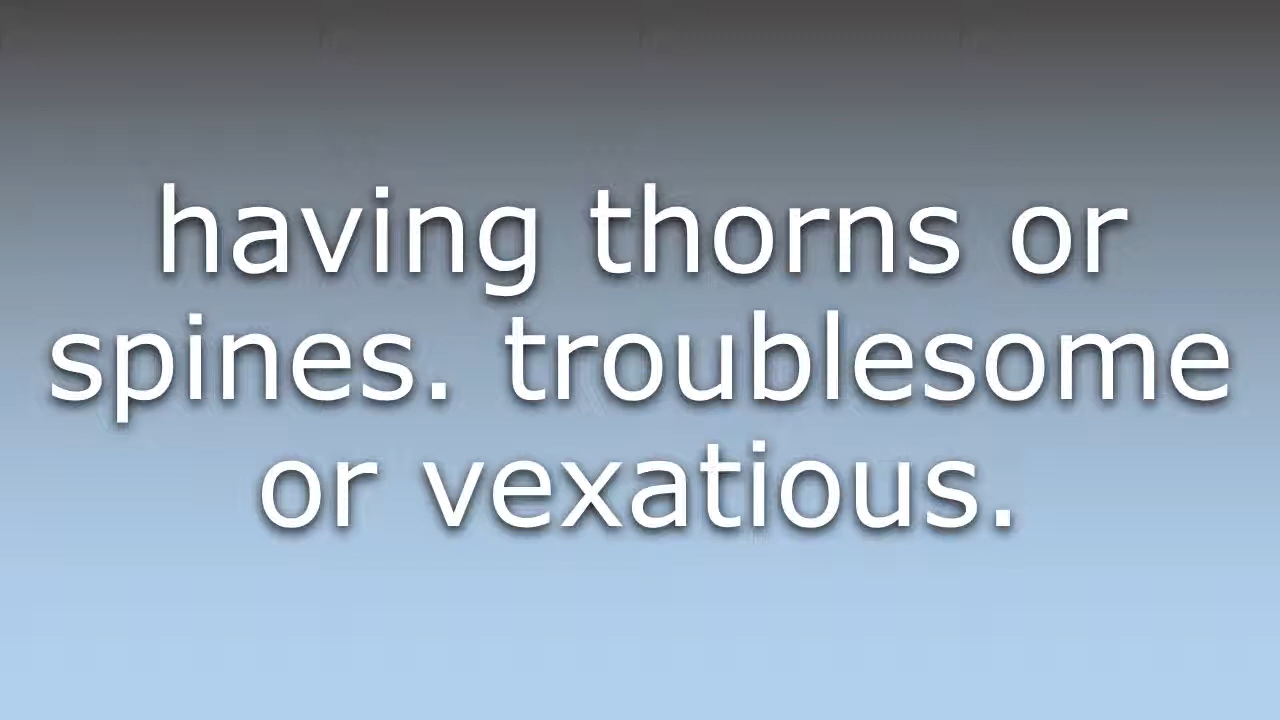 having thorns or
spines. troublesome
or vexatious.